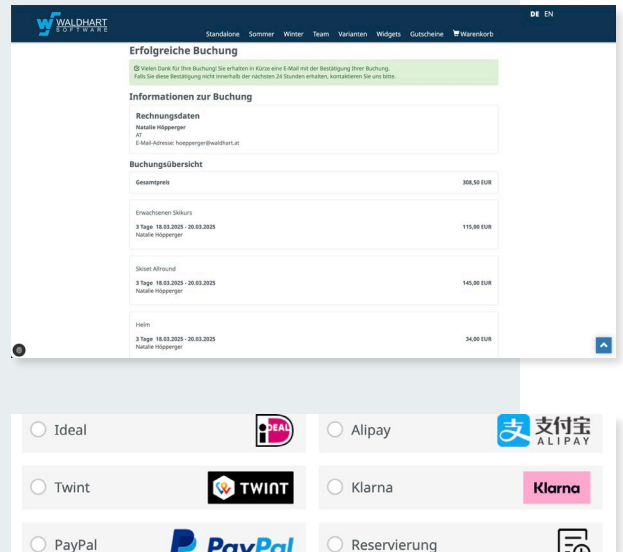 DE EN
WALDHART
SOFTWARE
Standalone Sommer Winter Team Varianten Widgets Gutscheine Warenkorb
Erfolgreiche Buchung
Vielen Dank für Ihre Buchung! Sie erhalten in Kürze eine E-Mail mit der Bestätigung Ihrer Buchung.
Falls Sie diese Bestätigung nicht innerhalb der nächsten 24 Stunden erhalten, kontaktieren Sie uns bitte.
Informationen zur Buchung
Rechnungsdaten
Natalie Höpperger
AT
E-Mail-Adresse: hoepperger@waldhart.at
Buchungsübersicht
Gesamtpreis 308,50 EUR
Erwachsenen Skikurs
3 Tage 18.03.2025 - 20.03.2025 115,00 EUR
Natalie Höpperger
Skiset Allround
3 Tage 18.03.2025 - 20.03.2025 145,00 EUR
Natalie Höpperger
Helm
3 Tage 18.03.2025 - 20.03.2025 34,00 EUR
Natalie Höpperger
Ideal iDEAL Alipay 支 支付宝
ALIPAY
Twint TWINT Klarna Klarna
PayPal PayPal Reservierung